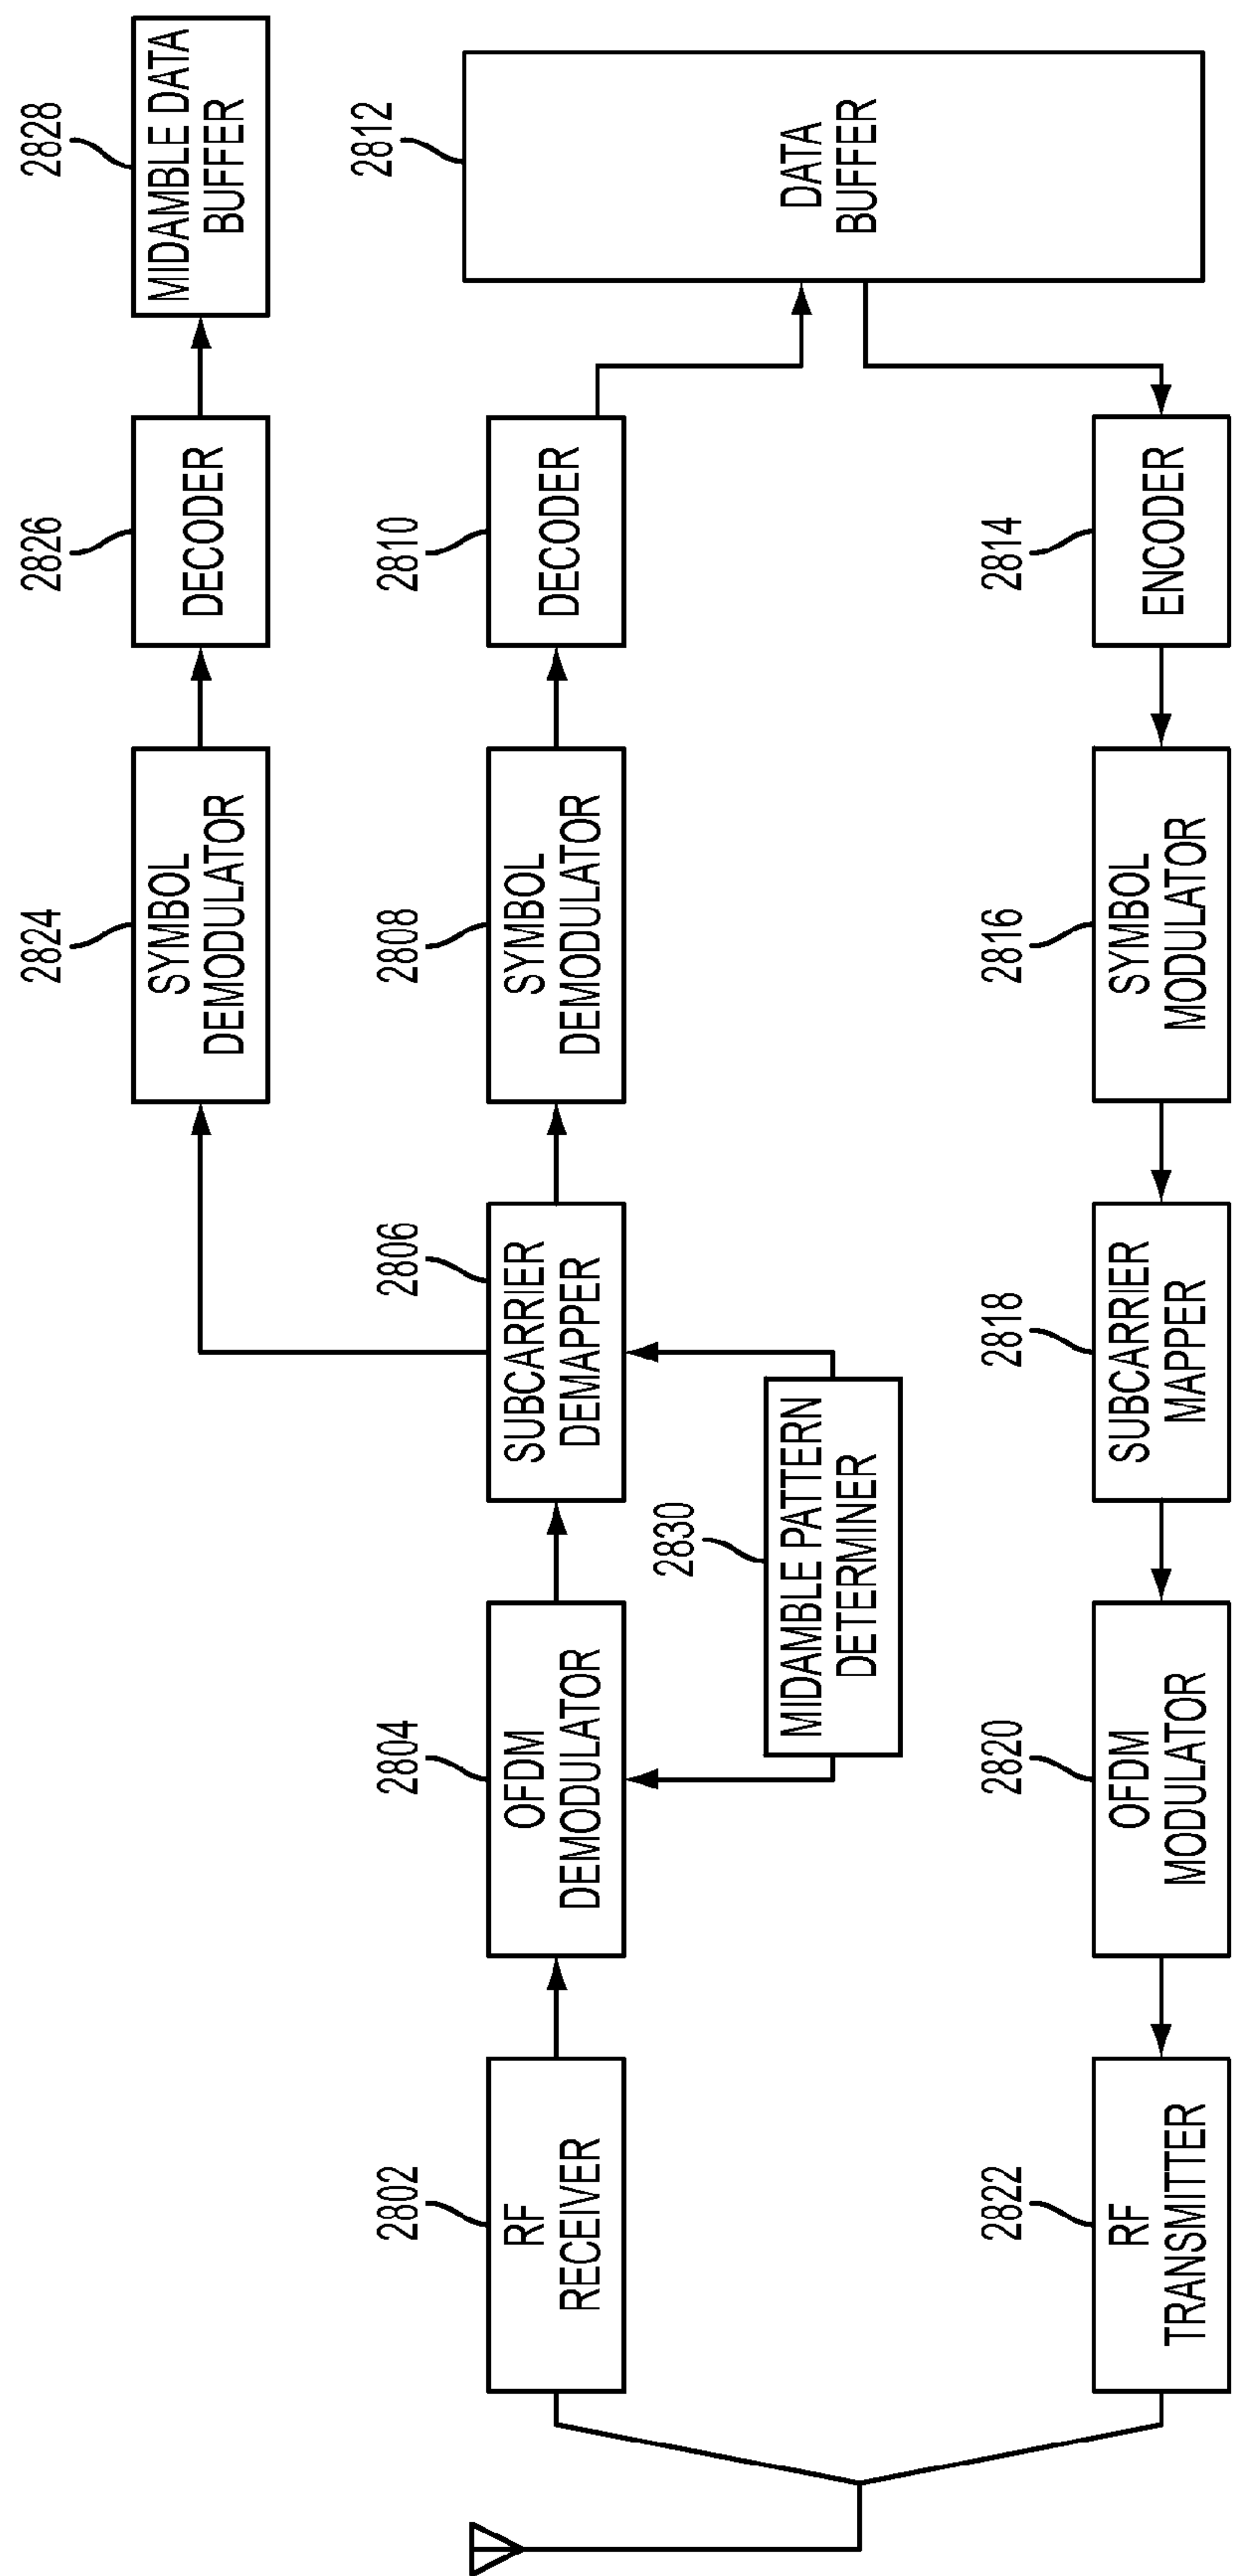 2828
MIDAMBLE DATA
BUFFER
2826
DECODER
2824
SYMBOL
DEMODULATOR
2812
DATA
BUFFER
2810
DECODER
2808
SYMBOL
DEMODULATOR
2806
SUBCARRIER
DEMAPPER
2804
OFDM
DEMODULATOR
2802
RF
RECEIVER
2830
MIDAMBLE PATTERN
DETERMINER
2814
ENCODER
2816
SYMBOL
MODULATOR
2818
SUBCARRIER
MAPPER
2820
OFDM
MODULATOR
2822
RF
TRANSMITTER